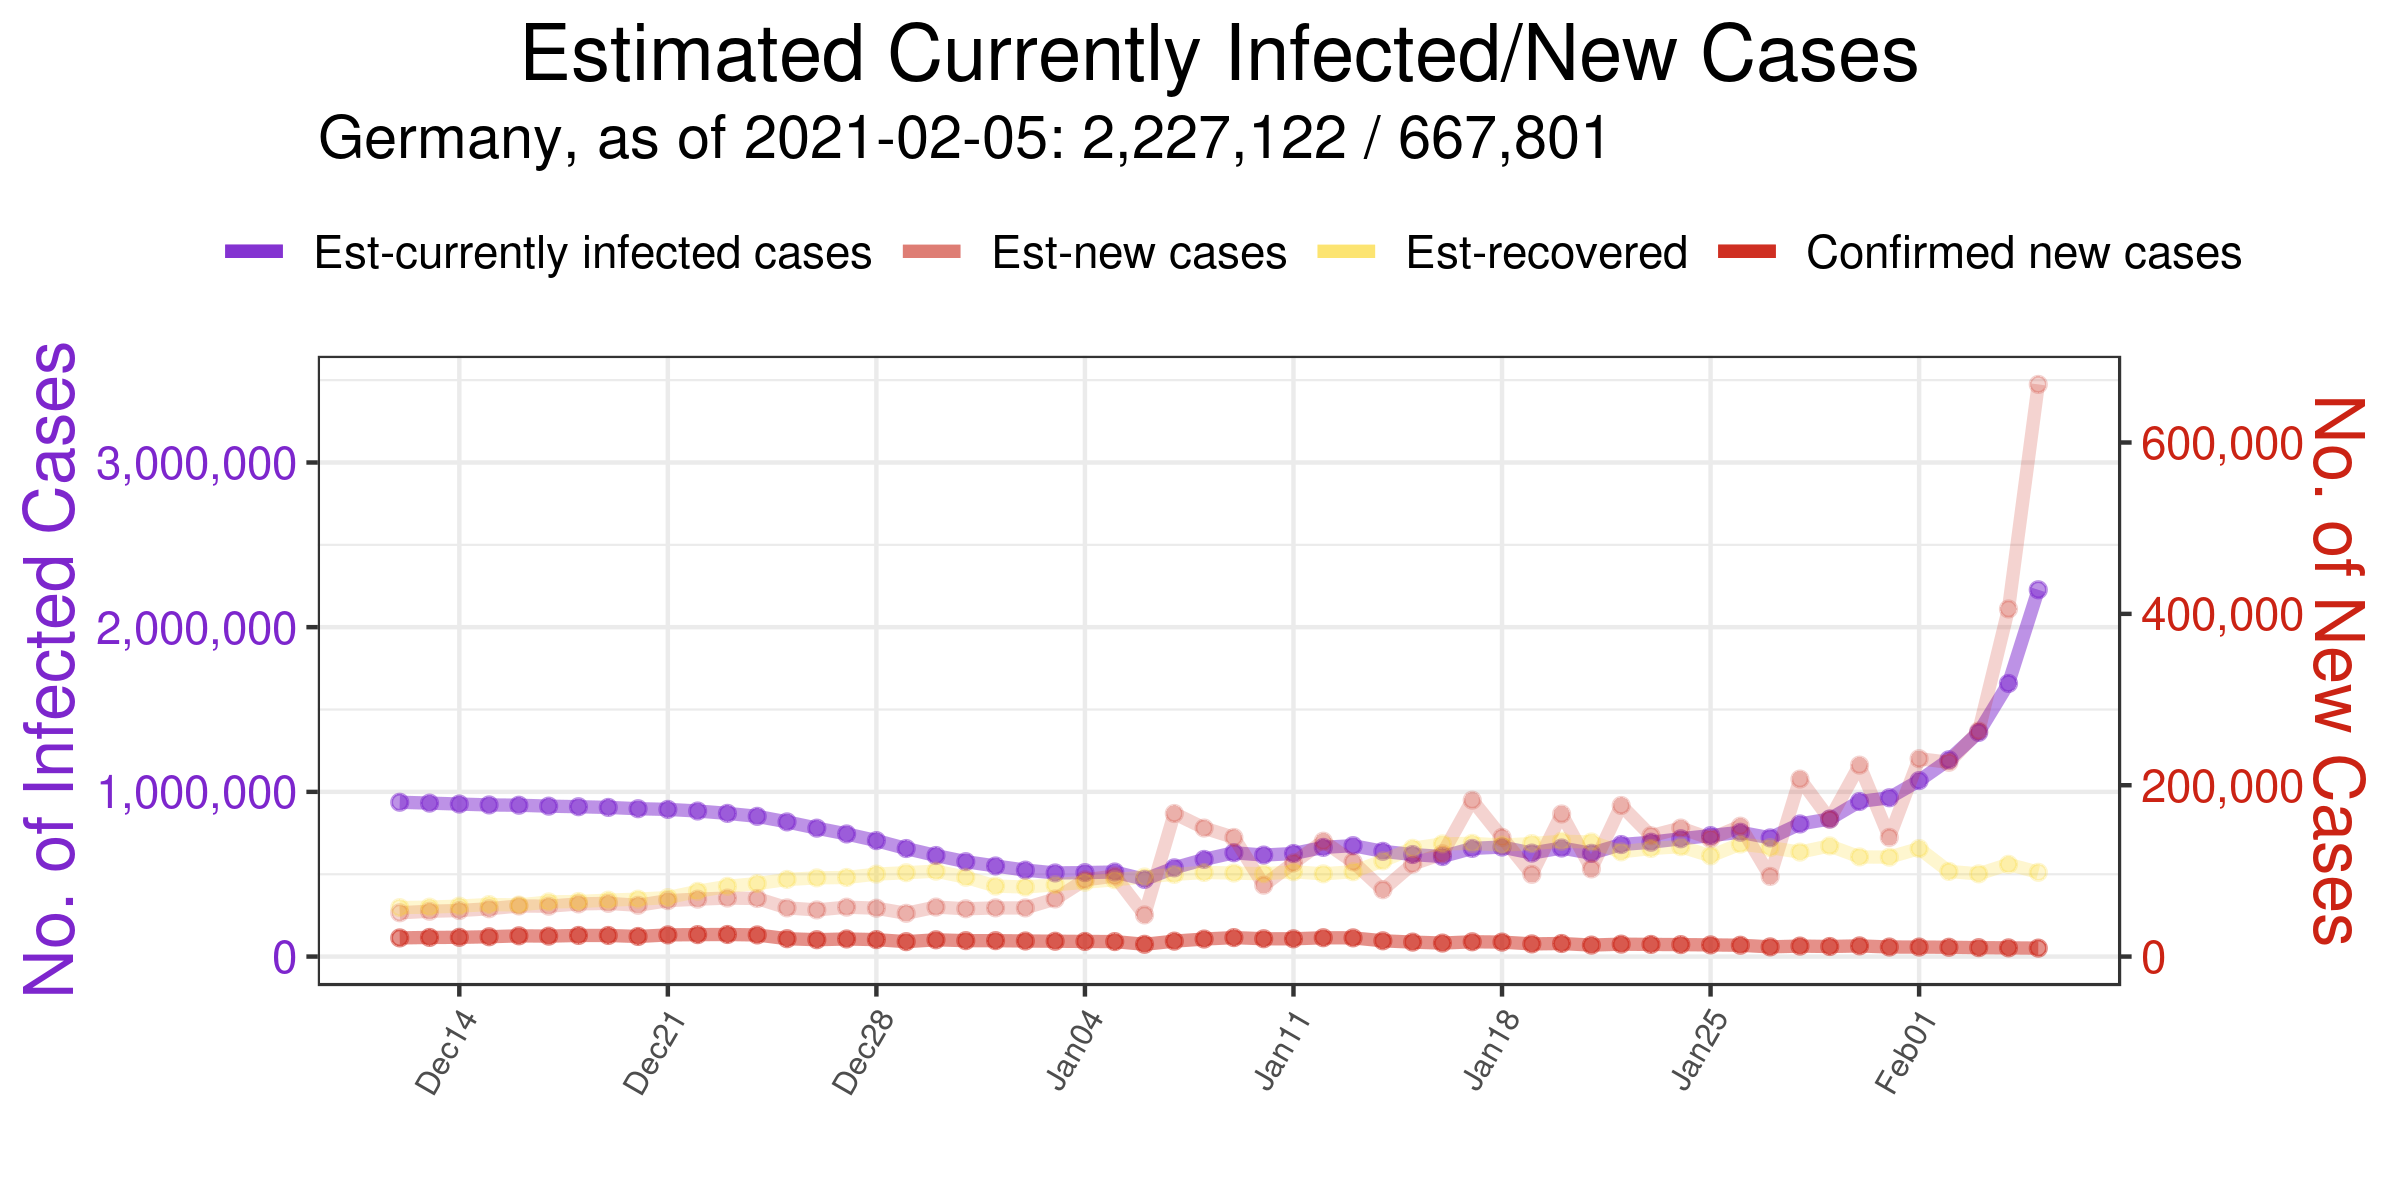 Estimated Currently Infected/New Cases
Germany, as of 2021-02-05: 2,227,122 / 667,801
Est-currently infected cases Est-new cases Est-recovered Confirmed new cases
No. of Infected Cases
3,000,000
2,000,000
1,000,000
0
600,000
400,000
200,000
0
No. of New Cases
Dec14 Dec21 Dec28 Jan04 Jan11 Jan18 Jan25 Feb01